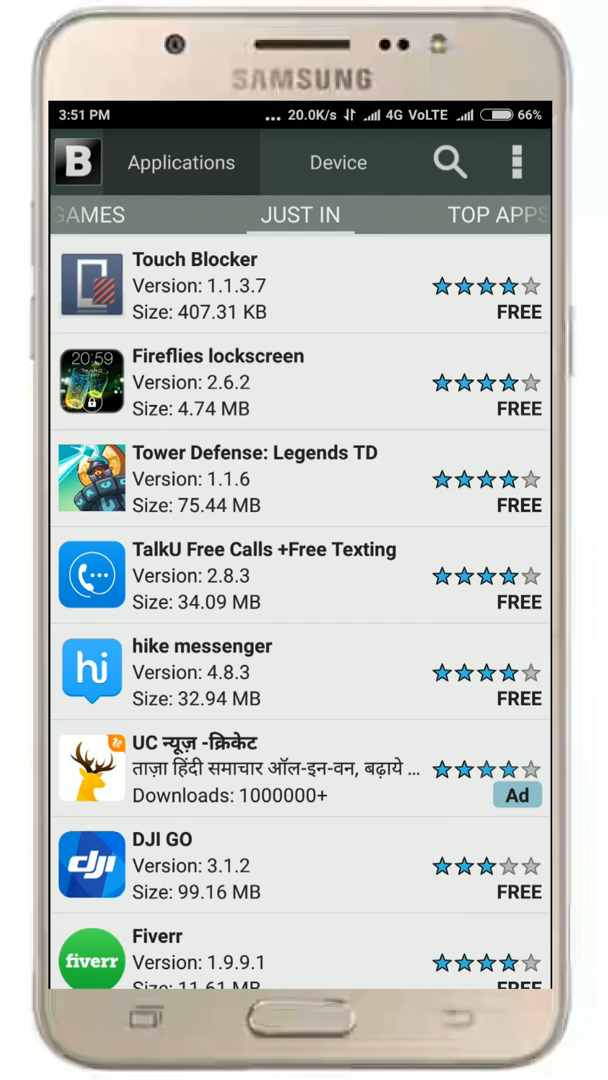 SAMSUNG
3:51 PM ... 20.0K/s 4G VoLTE 66%
B Applications Device
GAMES JUST IN TOP APPS
Touch Blocker
Version: 1.1.3.7
Size: 407.31 KB FREE
20:59
Fireflies lockscreen
Version: 2.6.2
Size: 4.74 MB FREE
Tower Defense: Legends TD
Version: 1.1.6
Size: 75.44 MB FREE
TalkU Free Calls +Free Texting
Version: 2.8.3
Size: 34.09 MB FREE
hi
hike messenger
Version: 4.8.3
Size: 32.94 MB FREE
UC न्यूज़ -क्रिकेट
ताज़ा हिंदी समाचार ऑल-इन-वन, बढ़ाये ...
Downloads: 1000000+ Ad
dji
DJI GO
Version: 3.1.2
Size: 99.16 MB FREE
fiverr
Fiverr
Version: 1.9.9.1
Size: 11.61 MB FREE